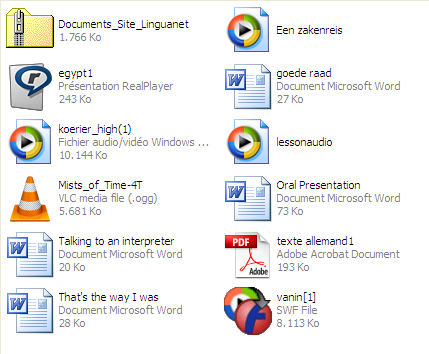 Documents_Site_Linguanet
1.766 Ko
Een zakenreis
egypt1
Présentation RealPlayer
243 Ko
goede raad
Document Microsoft Word
27 Ko
koerier_high(1)
Fichier audio/vidéo Windows ...
10.144 Ko
lessonaudio
Mists_of_Time-4T
VLC media file (.ogg)
5.681 Ko
Oral Presentation
Document Microsoft Word
73 Ko
Talking to an interpreter
Document Microsoft Word
20 Ko
PDF
Adobe
texte allemand1
Adobe Acrobat Document
193 Ko
That's the way I was
Document Microsoft Word
28 Ko
vanin[1]
SWF File
8.113 Ko